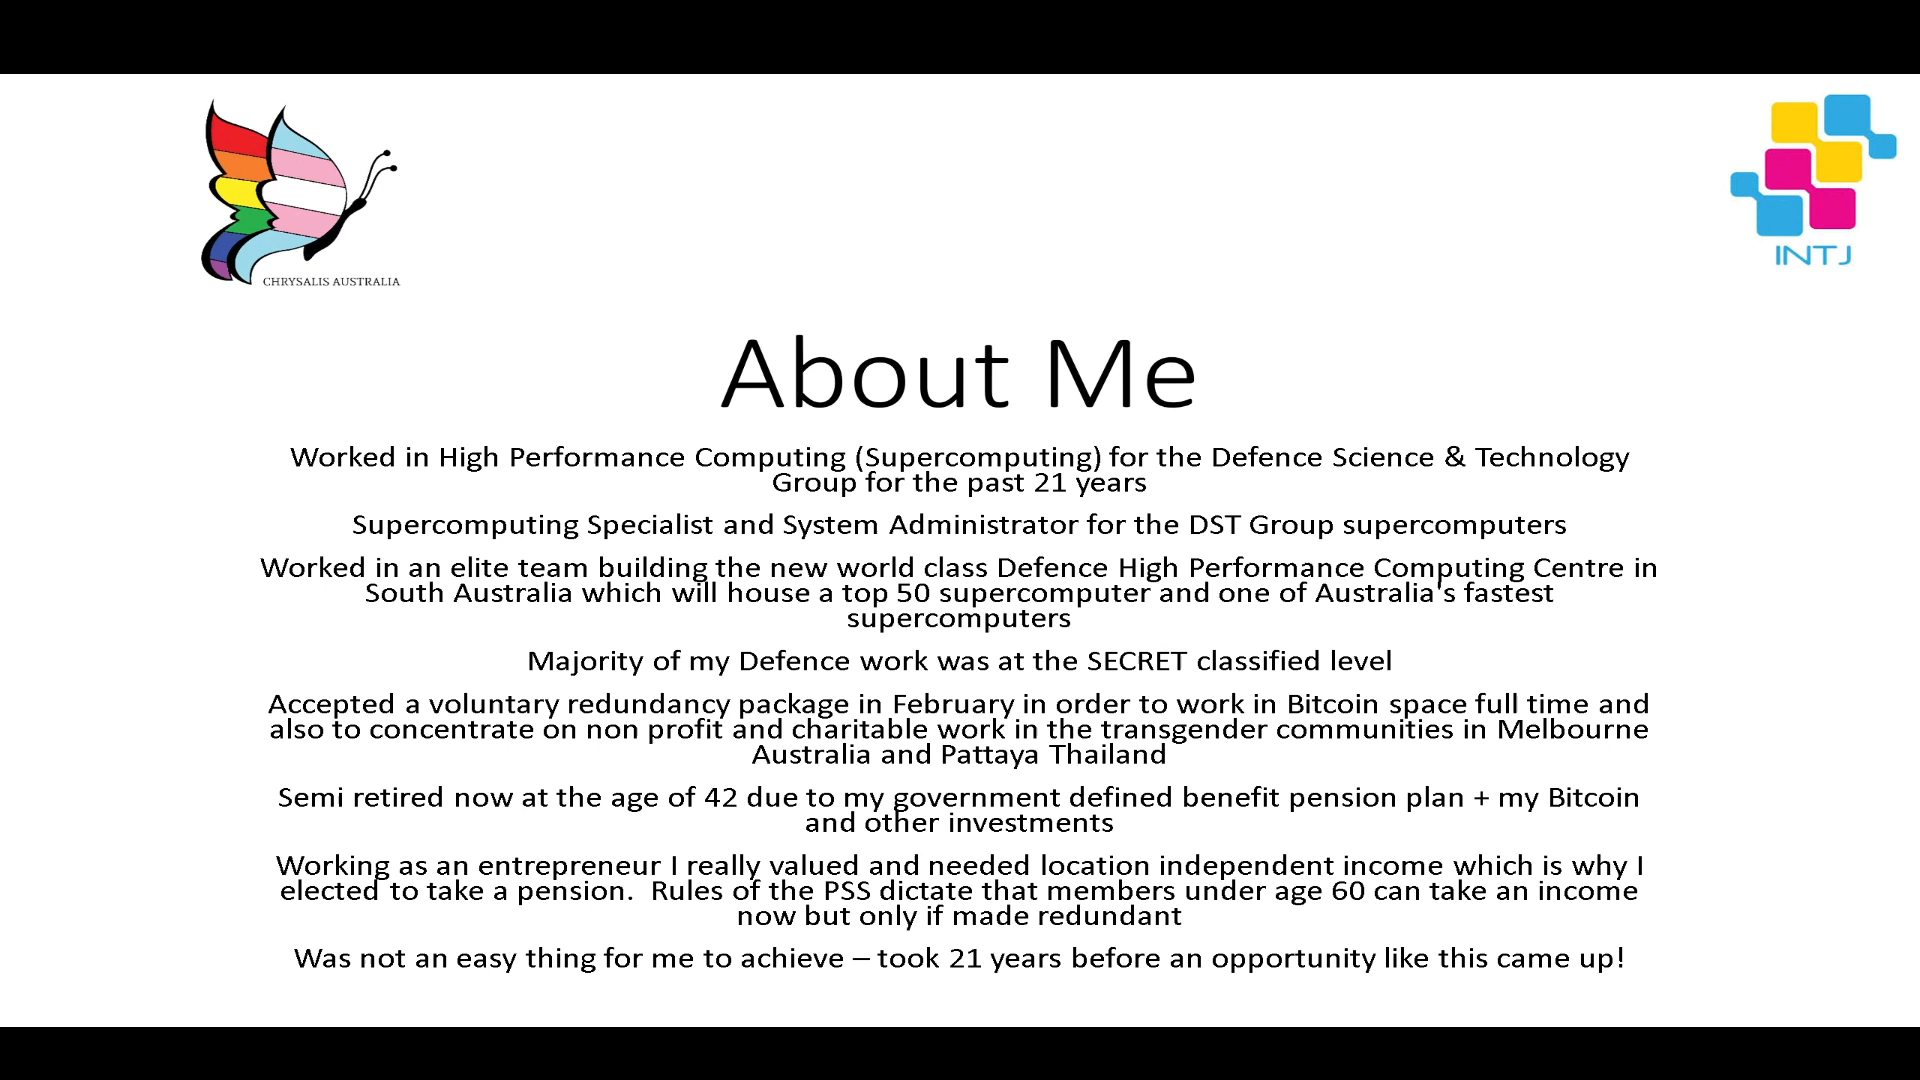 CHRYSALIS AUSTRALIA
INTJ
About Me
Worked in High Performance Computing (Supercomputing) for the Defence Science & Technology
Group for the past 21 years
Supercomputing Specialist and System Administrator for the DST Group supercomputers
Worked in an elite team building the new world class Defence High Performance Computing Centre in
South Australia which will house a top 50 supercomputer and one of Australia's fastest
supercomputers
Majority of my Defence work was at the SECRET classified level
Accepted a voluntary redundancy package in February in order to work in Bitcoin space full time and
also to concentrate on non profit and charitable work in the transgender communities in Melbourne
Australia and Pattaya Thailand
Semi retired now at the age of 42 due to my government defined benefit pension plan + my Bitcoin
and other investments
Working as an entrepreneur I really valued and needed location independent income which is why I
elected to take a pension.  Rules of the PSS dictate that members under age 60 can take an income
now but only if made redundant
Was not an easy thing for me to achieve – took 21 years before an opportunity like this came up!